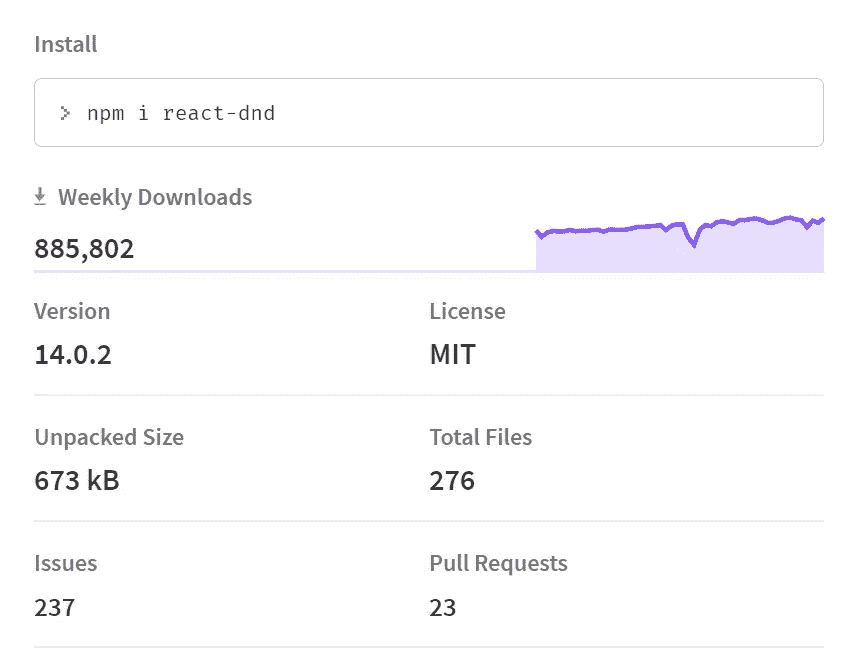 Install
> npm i react-dnd
Weekly Downloads
885,802
Version
License
14.0.2
MIT
Unpacked Size
Total Files
673 kB
276
Issues
Pull Requests
237
23